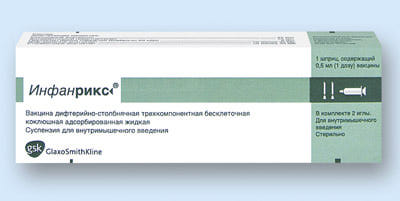 Инфанрикс®
Вакцина дифтерийно-столбнячная трехкомпонентная бесклеточная
коклюшная адсорбированная жидкая
Суспензия для внутримышечного введения
gsk GlaxoSmithKline
1 шприц, содержащий
0,5 мл (1 дозу) вакцины
В комплекте 2 иглы.
Для внутримышечного
введения
Стерильно